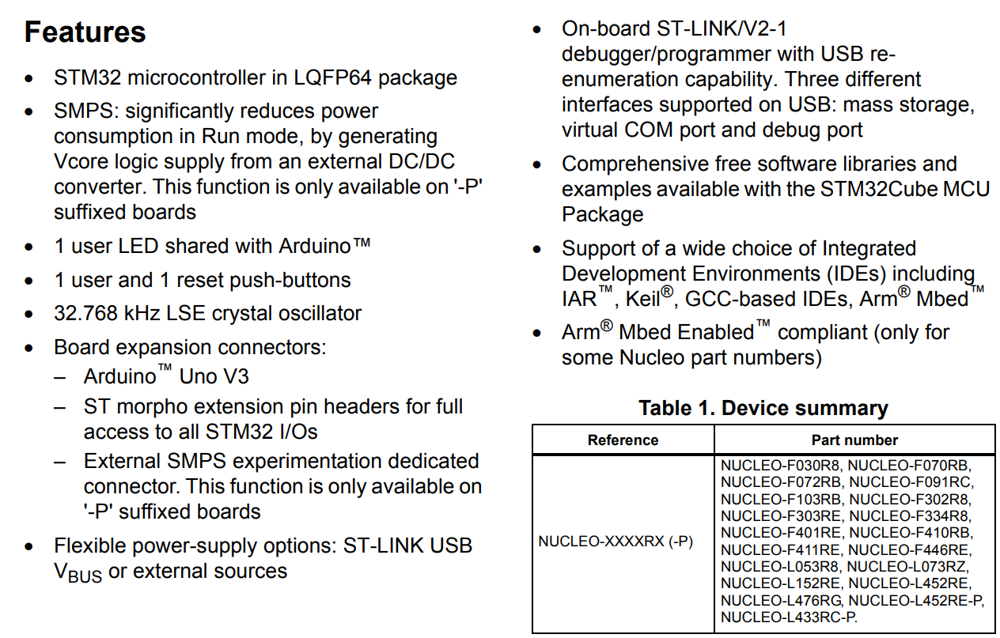 Features
• STM32 microcontroller in LQFP64 package
• SMPS: significantly reduces power
consumption in Run mode, by generating
Vcore logic supply from an external DC/DC
converter. This function is only available on '-P'
suffixed boards
• 1 user LED shared with Arduino™
• 1 user and 1 reset push-buttons
• 32.768 kHz LSE crystal oscillator
• Board expansion connectors:
– Arduino™ Uno V3
– ST morpho extension pin headers for full
access to all STM32 I/Os
– External SMPS experimentation dedicated
connector. This function is only available on
'-P' suffixed boards
• Flexible power-supply options: ST-LINK USB
VBUS or external sources
• On-board ST-LINK/V2-1
debugger/programmer with USB re-
enumeration capability. Three different
interfaces supported on USB: mass storage,
virtual COM port and debug port
• Comprehensive free software libraries and
examples available with the STM32Cube MCU
Package
• Support of a wide choice of Integrated
Development Environments (IDEs) including
IAR™, Keil®, GCC-based IDEs, Arm® Mbed™
• Arm® Mbed Enabled™ compliant (only for
some Nucleo part numbers)
Table 1. Device summary
Reference Part number
NUCLEO-XXXXRX (-P)
NUCLEO-F030R8, NUCLEO-F070RB,
NUCLEO-F072RB, NUCLEO-F091RC,
NUCLEO-F103RB, NUCLEO-F302R8,
NUCLEO-F303RE, NUCLEO-F334R8,
NUCLEO-F401RE, NUCLEO-F410RB,
NUCLEO-F411RE, NUCLEO-F446RE,
NUCLEO-L053R8, NUCLEO-L073RZ,
NUCLEO-L152RE, NUCLEO-L452RE,
NUCLEO-L476RG, NUCLEO-L452RE-P,
NUCLEO-L433RC-P.